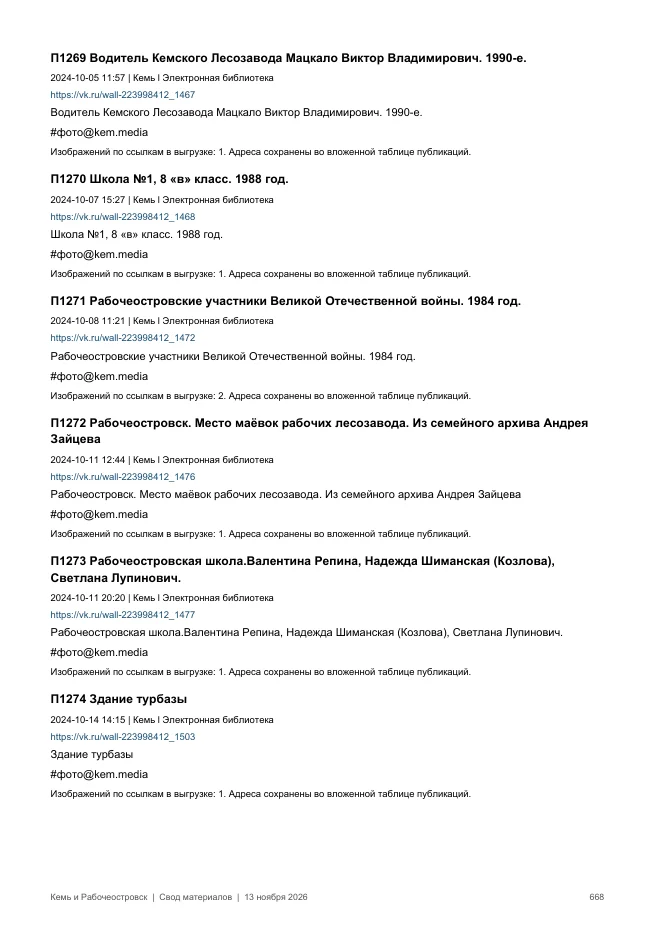 П1269 Водитель Кемского Лесозавода Мацкало Виктор Владимирович. 1990-е.
2024-10-05 11:57 | Кемь I Электронная библиотека
https://vk.ru/wall-223998412_1467
Водитель Кемского Лесозавода Мацкало Виктор Владимирович. 1990-е.
#фото@kem.media
Изображений по ссылкам в выгрузке: 1. Адреса сохранены во вложенной таблице публикаций.
П1270 Школа №1, 8 «в» класс. 1988 год.
2024-10-07 15:27 | Кемь I Электронная библиотека
https://vk.ru/wall-223998412_1468
Школа №1, 8 «в» класс. 1988 год.
#фото@kem.media
Изображений по ссылкам в выгрузке: 1. Адреса сохранены во вложенной таблице публикаций.
П1271 Рабочеостровские участники Великой Отечественной войны. 1984 год.
2024-10-08 11:21 | Кемь I Электронная библиотека
https://vk.ru/wall-223998412_1472
Рабочеостровские участники Великой Отечественной войны. 1984 год.
#фото@kem.media
Изображений по ссылкам в выгрузке: 2. Адреса сохранены во вложенной таблице публикаций.
П1272 Рабочеостровск. Место маёвок рабочих лесозавода. Из семейного архива Андрея
Зайцева
2024-10-11 12:44 | Кемь I Электронная библиотека
https://vk.ru/wall-223998412_1476
Рабочеостровск. Место маёвок рабочих лесозавода. Из семейного архива Андрея Зайцева
#фото@kem.media
Изображений по ссылкам в выгрузке: 1. Адреса сохранены во вложенной таблице публикаций.
П1273 Рабочеостровская школа.Валентина Репина, Надежда Шиманская (Козлова),
Светлана Лупинович.
2024-10-11 20:20 | Кемь I Электронная библиотека
https://vk.ru/wall-223998412_1477
Рабочеостровская школа.Валентина Репина, Надежда Шиманская (Козлова), Светлана Лупинович.
#фото@kem.media
Изображений по ссылкам в выгрузке: 1. Адреса сохранены во вложенной таблице публикаций.
П1274 Здание турбазы
2024-10-14 14:15 | Кемь I Электронная библиотека
https://vk.ru/wall-223998412_1503
Здание турбазы
#фото@kem.media
Изображений по ссылкам в выгрузке: 1. Адреса сохранены во вложенной таблице публикаций.
Кемь и Рабочеостровск | Свод материалов | 13 ноября 2026 668